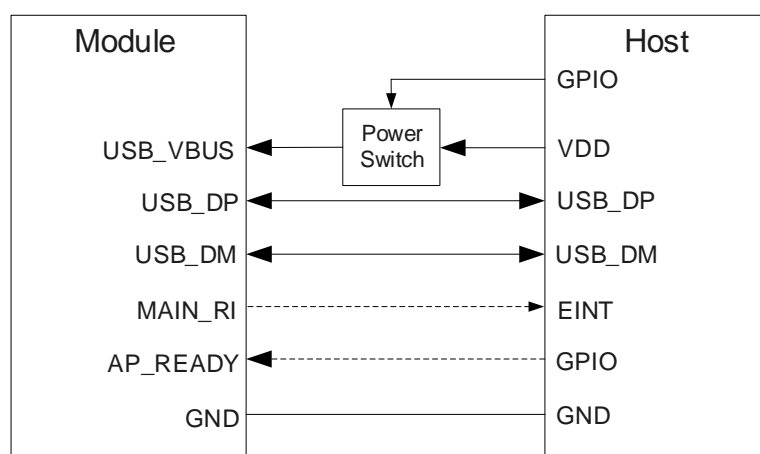 Module
Host
GPIO
Power
Switch
USB_VBUS
VDD
USB_DP
USB_DP
USB_DM
USB_DM
MAIN_RI
EINT
AP_READY
GPIO
GND
GND